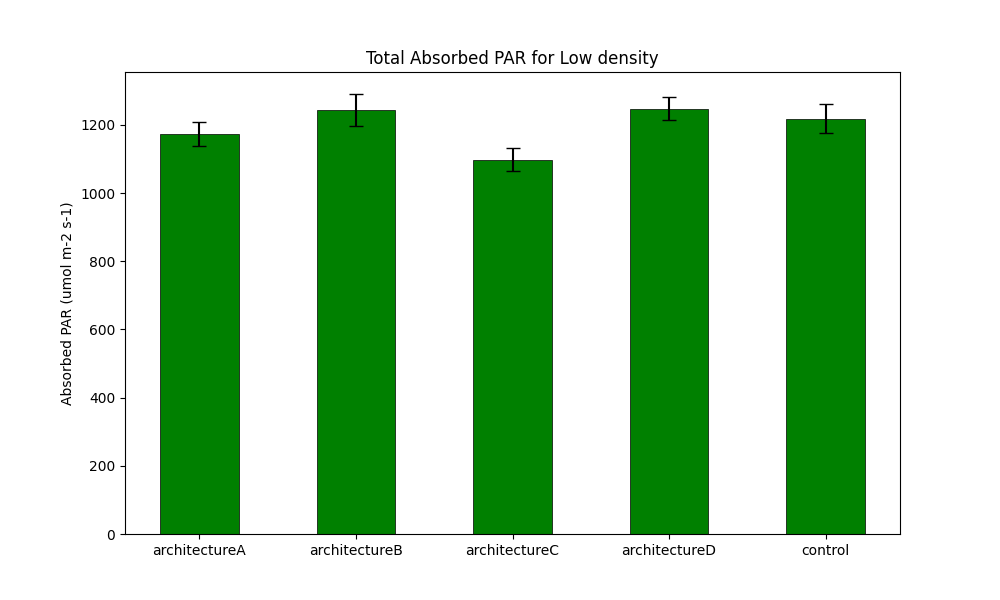 Total Absorbed PAR for Low density
Absorbed PAR (umol m-2 s-1)
1200
1000
800
600
400
200
0
architectureA
architectureB
architectureC
architectureD
control